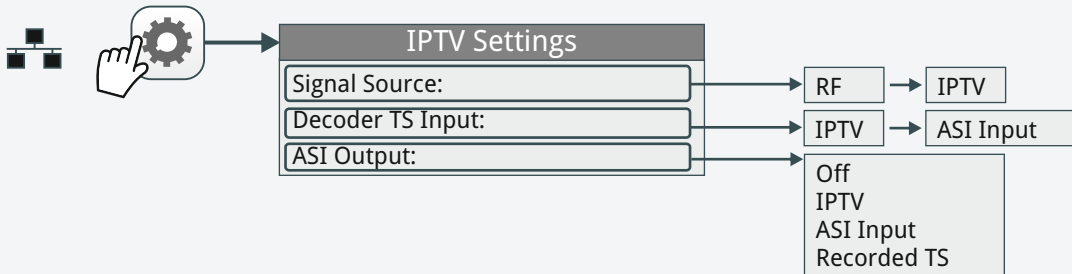 IPTV Settings
Signal Source:
RF
IPTV
Decoder TS Input:
IPTV
ASI Input
ASI Output:
Off
IPTV
ASI Input
Recorded TS